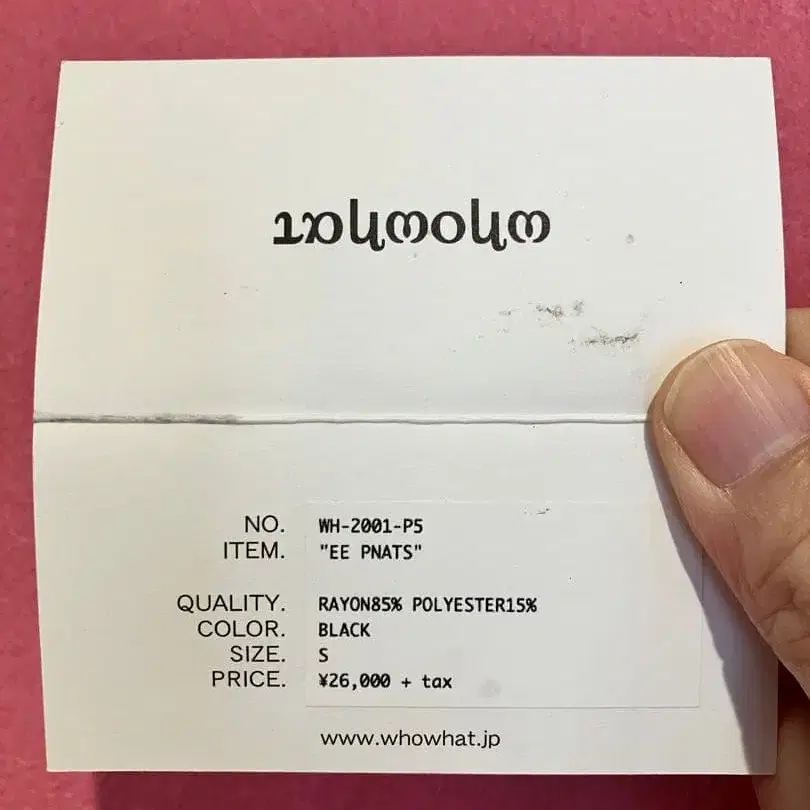 whowhat
NO. WH-2001-P5
ITEM. "EE PNATS"
QUALITY. RAYON85% POLYESTER15%
COLOR. BLACK
SIZE. S
PRICE. ¥26,000 + tax
www.whowhat.jp